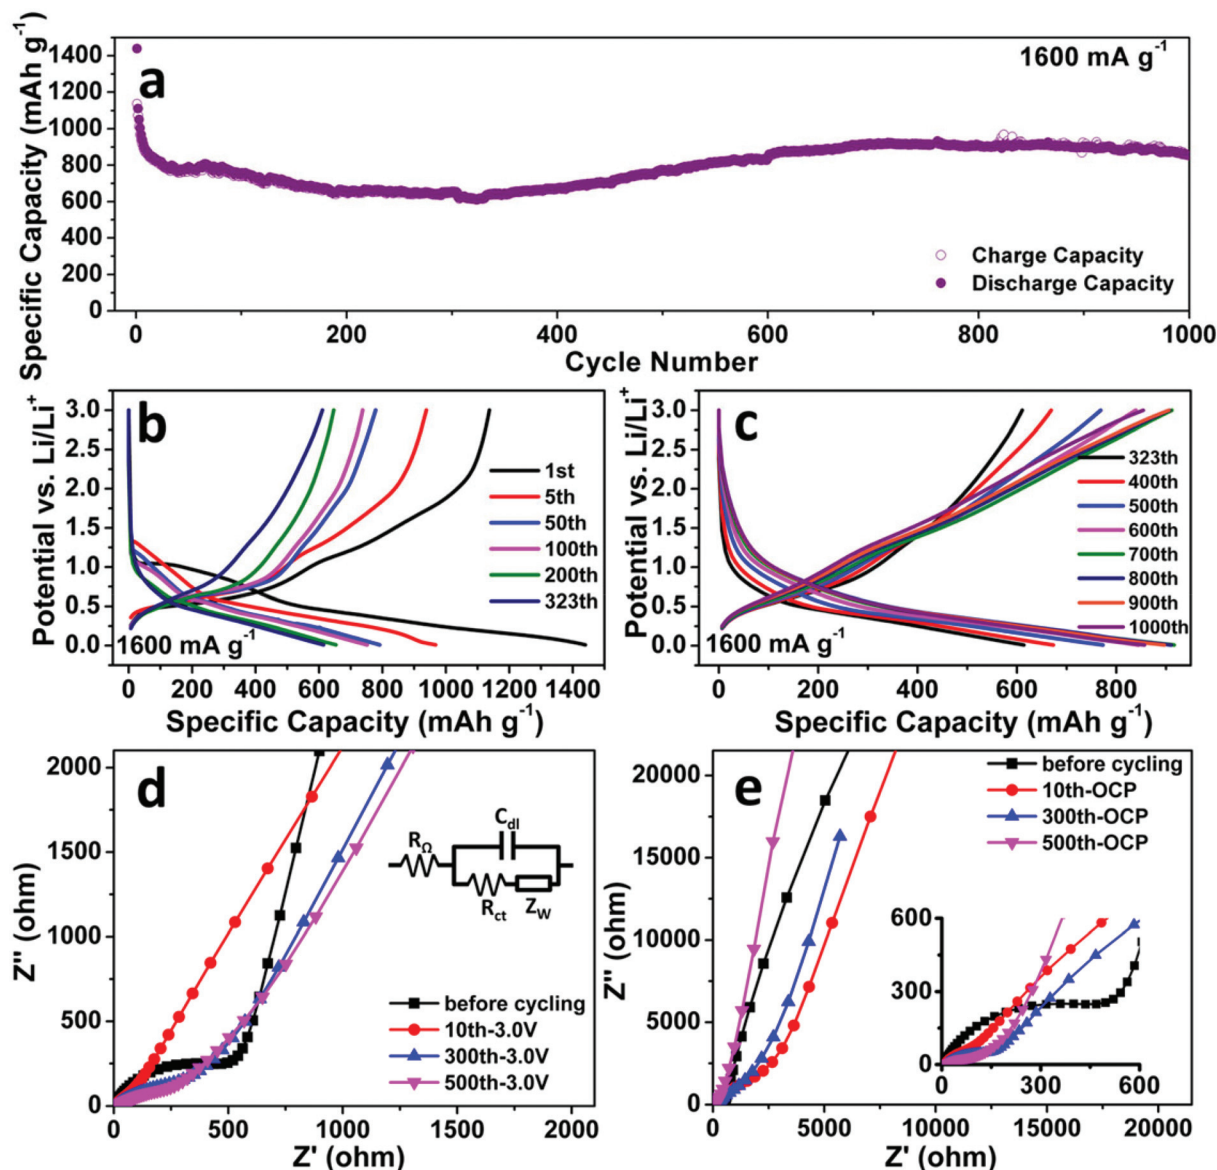 a
1600 mA g⁻¹
Specific Capacity (mAh g⁻¹)
1400
1200
1000
800
600
400
200
0
Charge Capacity
Discharge Capacity
0 200 400 600 800 1000
Cycle Number
b
Potential vs. Li/Li⁺
3.0
2.5
2.0
1.5
1.0
0.5
0.0
1st
5th
50th
100th
200th
323th
1600 mA g⁻¹
0 200 400 600 800 1000 1200 1400
Specific Capacity (mAh g⁻¹)
c
Potential vs. Li/Li⁺
3.0
2.5
2.0
1.5
1.0
0.5
0.0
323th
400th
500th
600th
700th
800th
900th
1000th
1600 mA g⁻¹
0 200 400 600 800
Specific Capacity (mAh g⁻¹)
d
Z'' (ohm)
2000
1500
1000
500
0
RΩ
Cdl
Rct
ZW
before cycling
10th-3.0V
300th-3.0V
500th-3.0V
0 500 1000 1500 2000
Z' (ohm)
e
Z'' (ohm)
20000
15000
10000
5000
0
before cycling
10th-OCP
300th-OCP
500th-OCP
600
300
0
0 300 600
0 5000 10000 15000 20000
Z' (ohm)